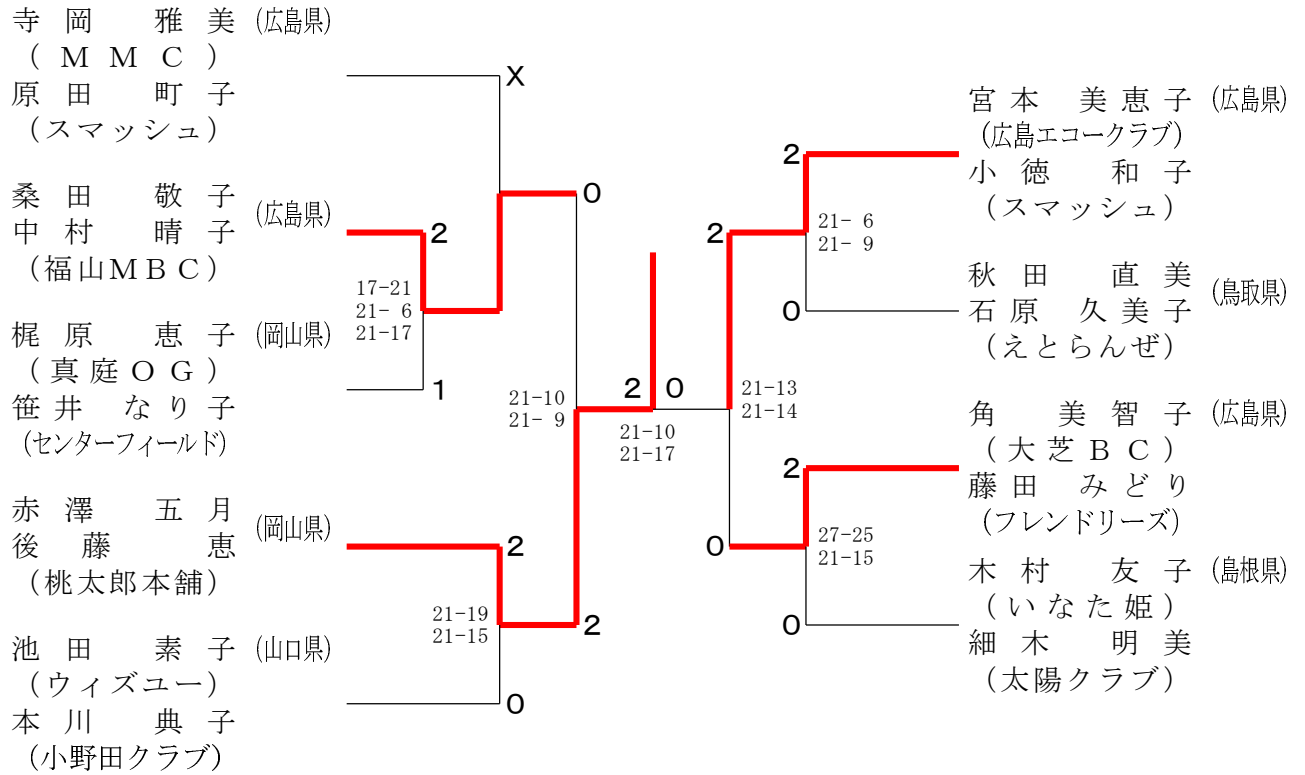 寺岡 雅美 (広島県)
(MMC)
原田 町子
(スマッシュ)
X
桑田 敬子
(広島県)
中村 晴子
(福山MBC)
2
17-21
21- 6
21-17
梶原 恵子 (岡山県)
(真庭OG)
1
笹井 なり子
(センターフィールド)
0
21-10
21- 9
赤澤 五月
(岡山県)
後藤 恵
(桃太郎本舗)
2
21-19
21-15
2
池田 素子 (山口県)
(ウィズユー)
0
本川 典子
(小野田クラブ)
2 0
21-10
21-17
宮本 美恵子 (広島県)
(広島エコークラブ)
2
小徳 和子
(スマッシュ)
2
21- 6
21- 9
秋田 直美
(鳥取県)
0
石原 久美子
(えとらんぜ)
21-13
21-14
角 美智子 (広島県)
(大芝BC)
2
藤田 みどり
(フレンドリーズ)
0
27-25
21-15
木村 友子 (島根県)
(いなた姫)
0
細木 明美
(太陽クラブ)